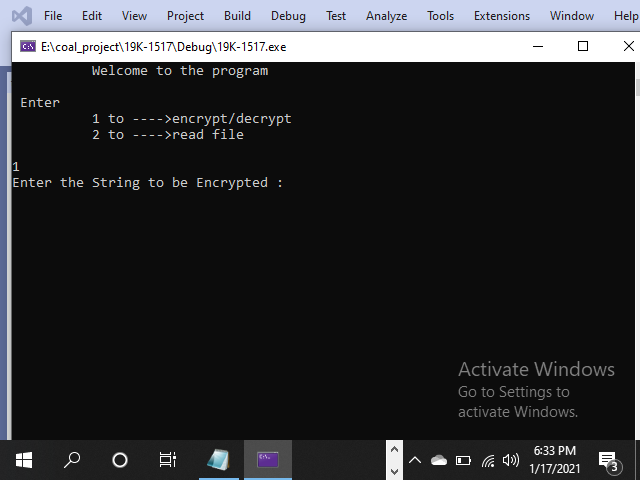 File Edit View Project Build Debug Test Analyze Tools Extensions Window Help
E:\coal_project\19K-1517\Debug\19K-1517.exe
Welcome to the program
Enter
1 to ---->encrypt/decrypt
2 to ---->read file
1
Enter the String to be Encrypted :
Activate Windows
Go to Settings to
activate Windows.
6:33 PM
1/17/2021
3